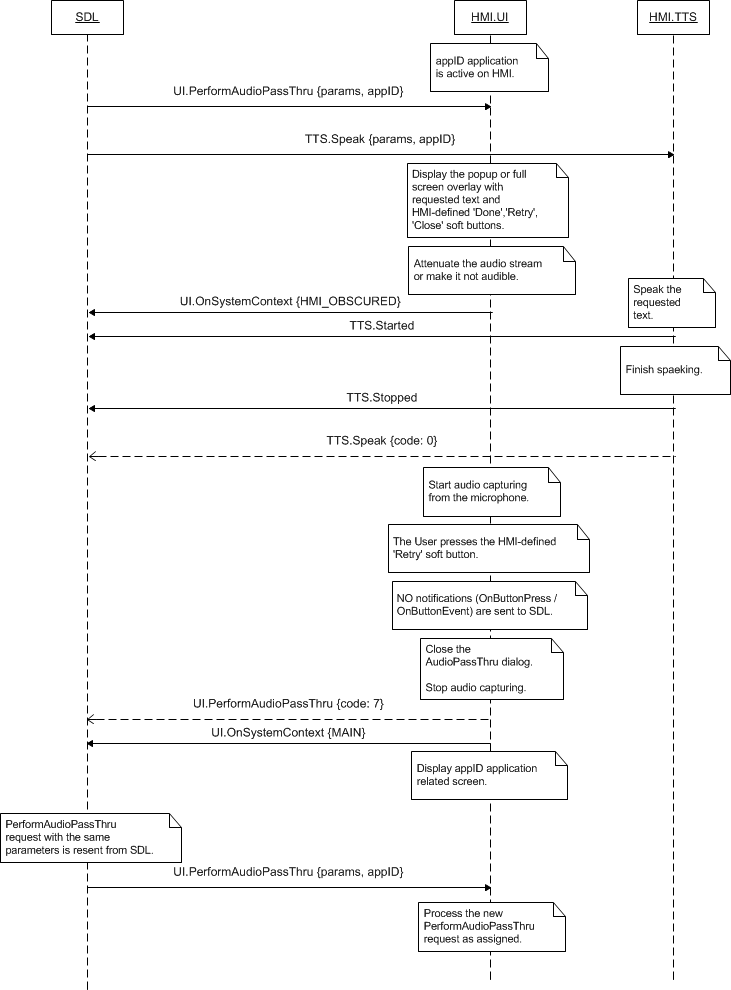 SDL
HMI.UI
HMI.TTS
appID application
is active on HMI.
UI.PerformAudioPassThru {params, appID}
TTS.Speak {params, appID}
Display the popup or full
screen overlay with
requested text and
HMI-defined 'Done','Retry',
'Close' soft buttons.
Attenuate the audio stream
or make it not audible.
Speak the
requested
text.
UI.OnSystemContext {HMI_OBSCURED}
TTS.Started
Finish spaeking.
TTS.Stopped
TTS.Speak {code: 0}
Start audio capturing
from the microphone.
The User presses the HMI-defined
'Retry' soft button.
NO notifications (OnButtonPress /
OnButtonEvent) are sent to SDL.
Close the
AudioPassThru dialog.
Stop audio capturing.
UI.PerformAudioPassThru {code: 7}
UI.OnSystemContext {MAIN}
Display appID application
related screen.
PerformAudioPassThru
request with the same
parameters is resent from SDL.
UI.PerformAudioPassThru {params, appID}
Process the new
PerformAudioPassThru
request as assigned.